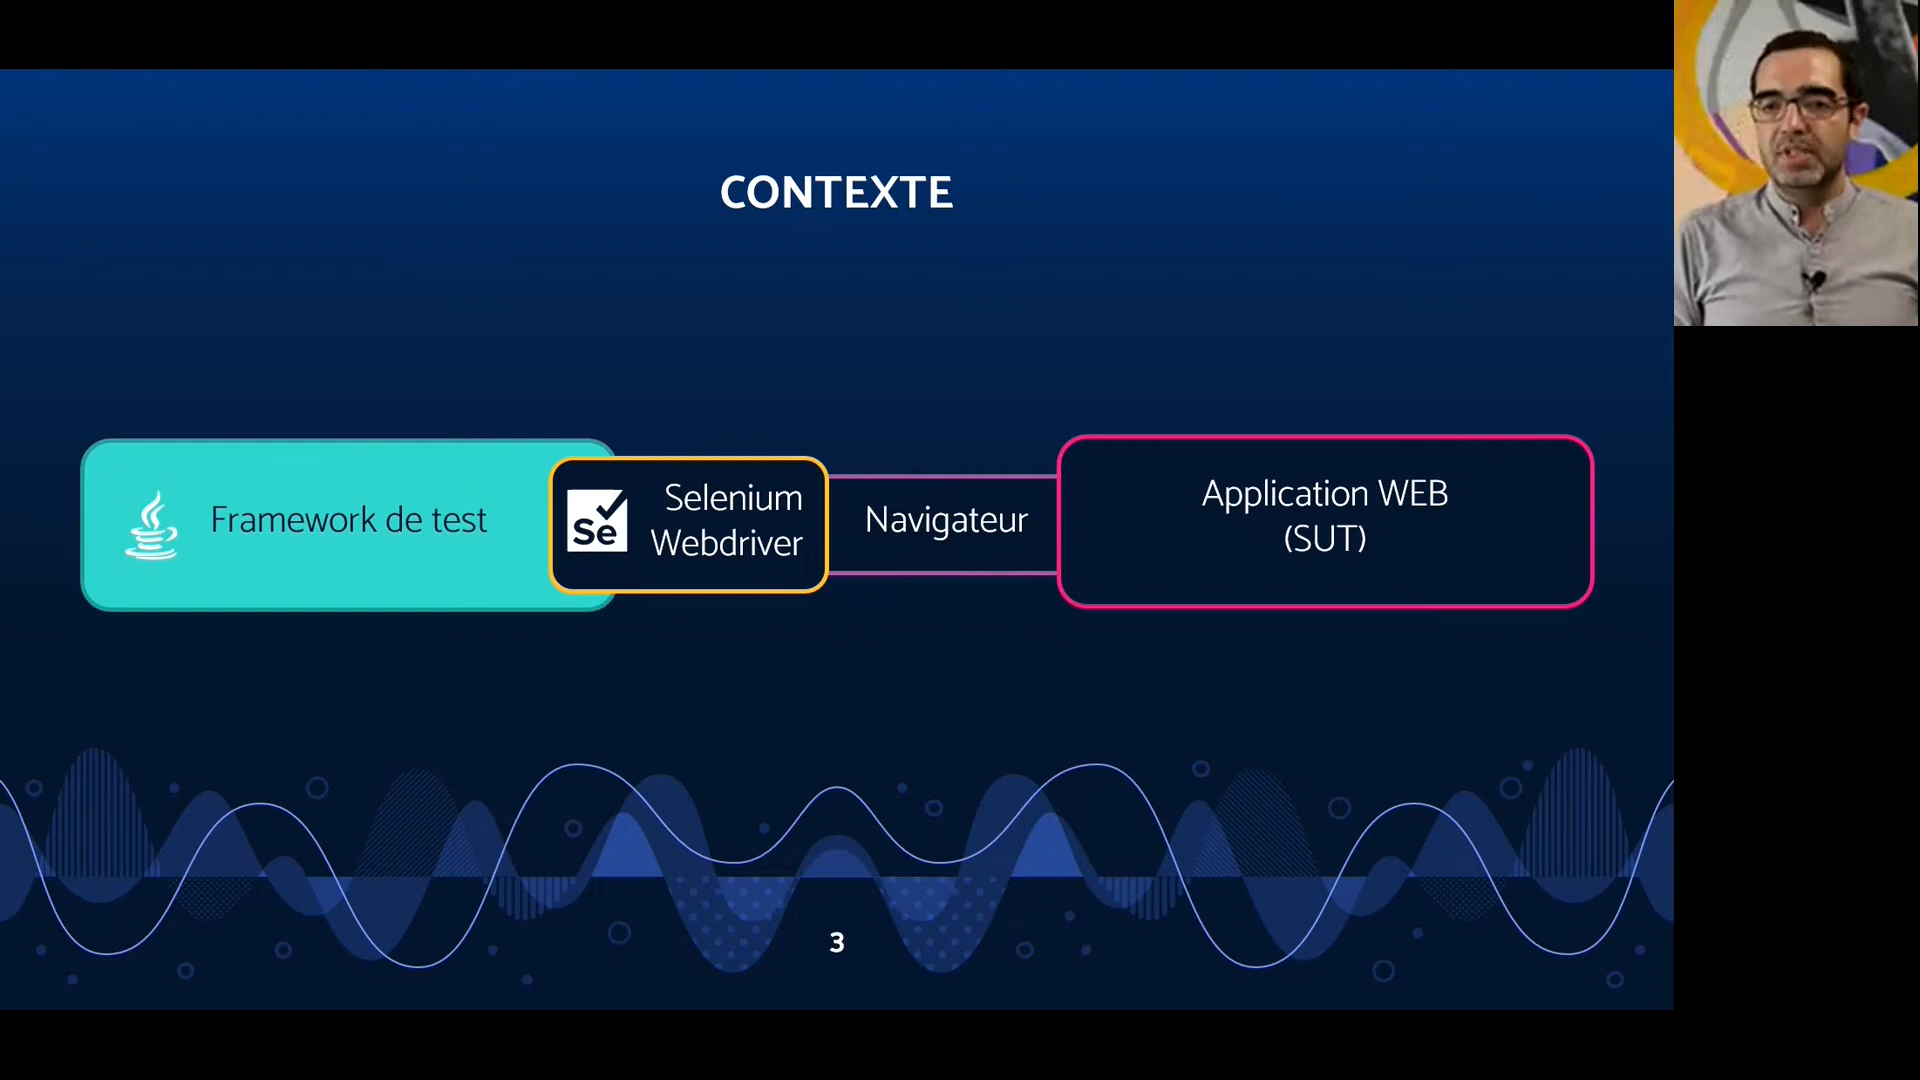 CONTEXTE
Framework de test
Se
Selenium
Webdriver
Navigateur
Application WEB
(SUT)
3